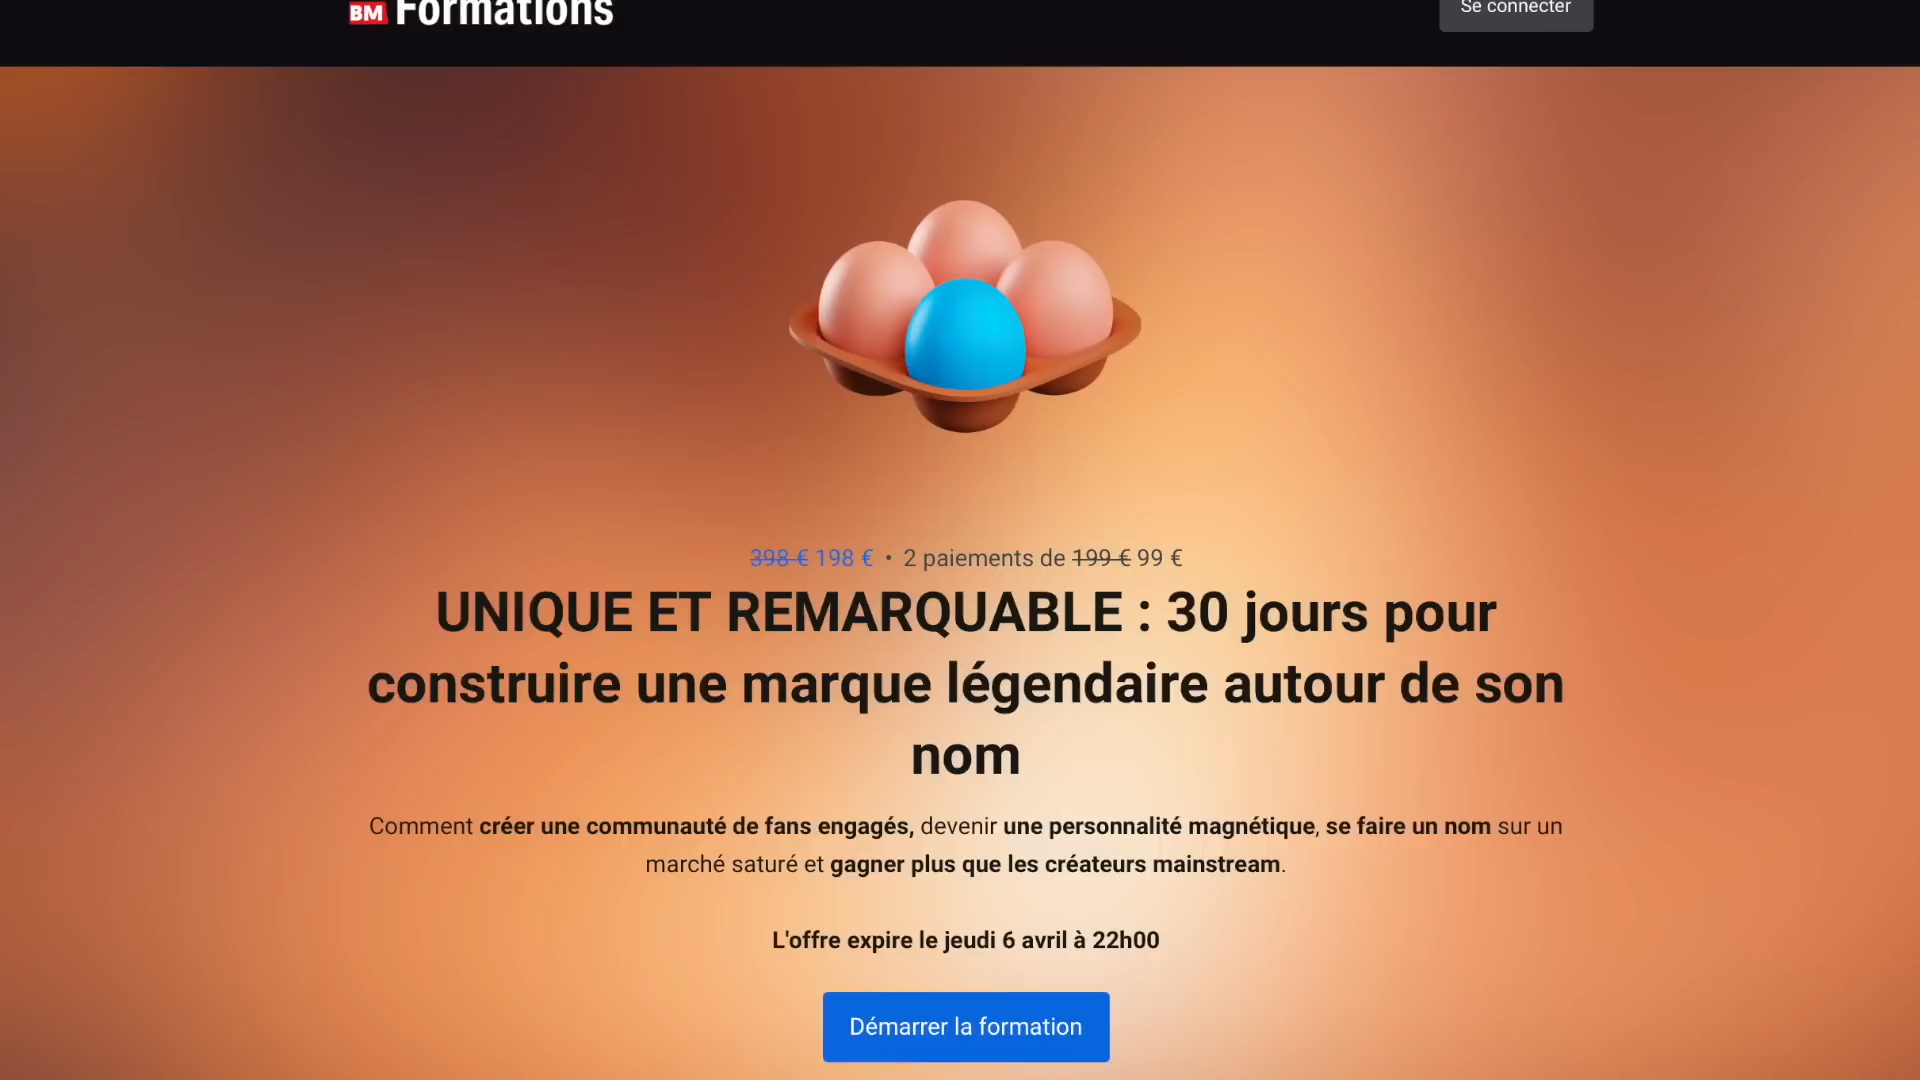 BM Formations
Se connecter
398 € 198 € • 2 paiements de 199 € 99 €
UNIQUE ET REMARQUABLE : 30 jours pour
construire une marque légendaire autour de son
nom
Comment créer une communauté de fans engagés, devenir une personnalité magnétique, se faire un nom sur un
marché saturé et gagner plus que les créateurs mainstream.
L'offre expire le jeudi 6 avril à 22h00
Démarrer la formation